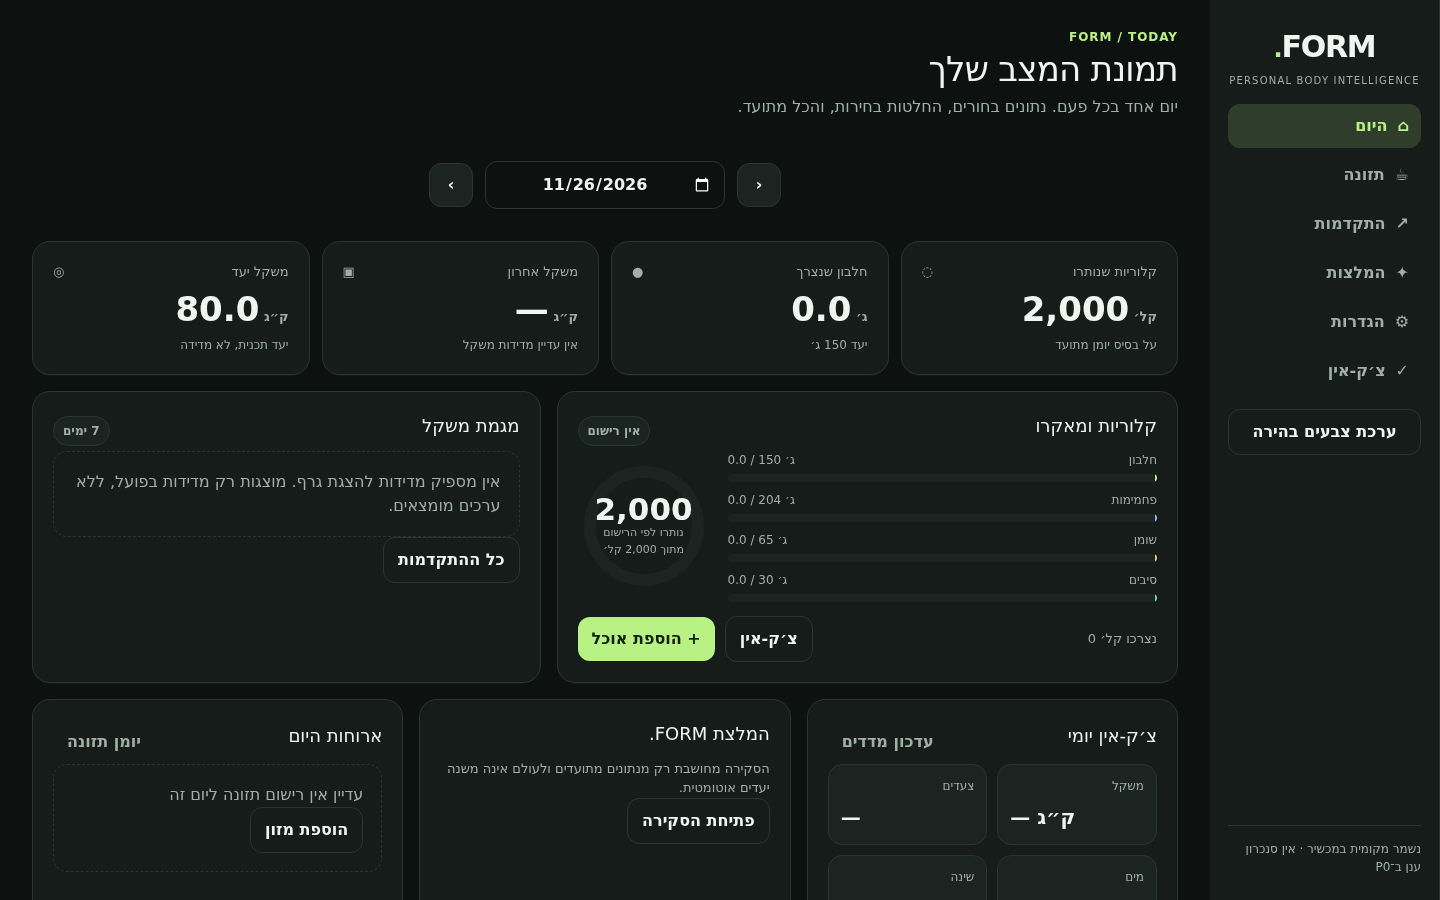 FORM.
PERSONAL BODY INTELLIGENCE
⌂ היום
☕ תזונה
↗ התקדמות
✦ המלצות
⚙ הגדרות
✓ צ׳ק-אין
ערכת צבעים בהירה
נשמר מקומית במכשיר · אין סנכרון
ענן ב־P0
FORM / TODAY
תמונת המצב שלך
יום אחד בכל פעם. נתונים בחורים, החלטות בחירות, והכל מתועד.
11/26/2026
קלוריות שנותרו
2,000 קל׳
על בסיס יומן מתועד
חלבון שנצרך
0.0 ג׳
יעד 150 ג׳
משקל אחרון
— ק״ג
אין עדיין מדידות משקל
משקל יעד
80.0 ק״ג
יעד תכנית, לא מדידה
קלוריות ומאקרו
אין רישום
חלבון
0.0 / 150 ג׳
פחמימות
0.0 / 204 ג׳
שומן
0.0 / 65 ג׳
סיבים
0.0 / 30 ג׳
2,000
נותרו לפי הרישום
מתוך 2,000 קל׳
נצרכו קל׳ 0
צ׳ק-אין
+ הוספת אוכל
מגמת משקל
7 ימים
אין מספיק מדידות להצגת גרף. מוצגות רק מדידות בפועל, ללא
ערכים מומצאים.
כל ההתקדמות
צ׳ק-אין יומי
עדכון מדדים
משקל
— ק״ג
צעדים
—
מים
שינה
המלצת FORM.
הסקירה מחושבת רק מנתונים מתועדים ולעולם אינה משנה
יעדים אוטומטית.
פתיחת הסקירה
ארוחות היום
יומן תזונה
עדיין אין רישום תזונה ליום זה
הוספת מזון